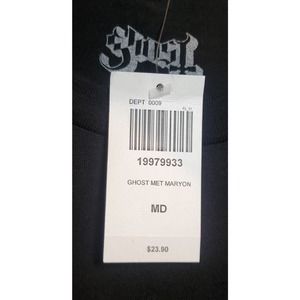 Ghost
DEPT 0009
19979933
GHOST MET MARYON
MD
$23.90